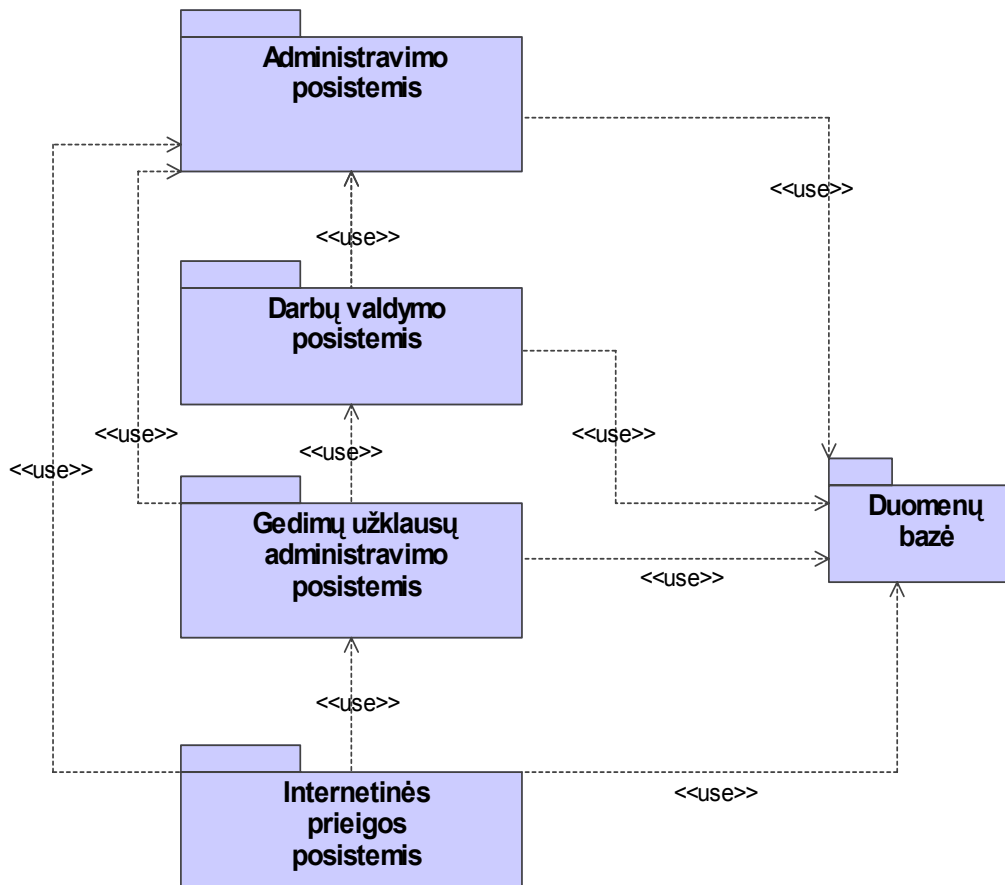 Administravimo
posistemis
<<use>>
<<use>>
Darbų valdymo
posistemis
<<use>>
<<use>>
<<use>>
<<use>>
Duomenų
bazė
Gedimų užklausų
administravimo
posistemis
<<use>>
<<use>>
Internetinės
prieigos
posistemis
<<use>>